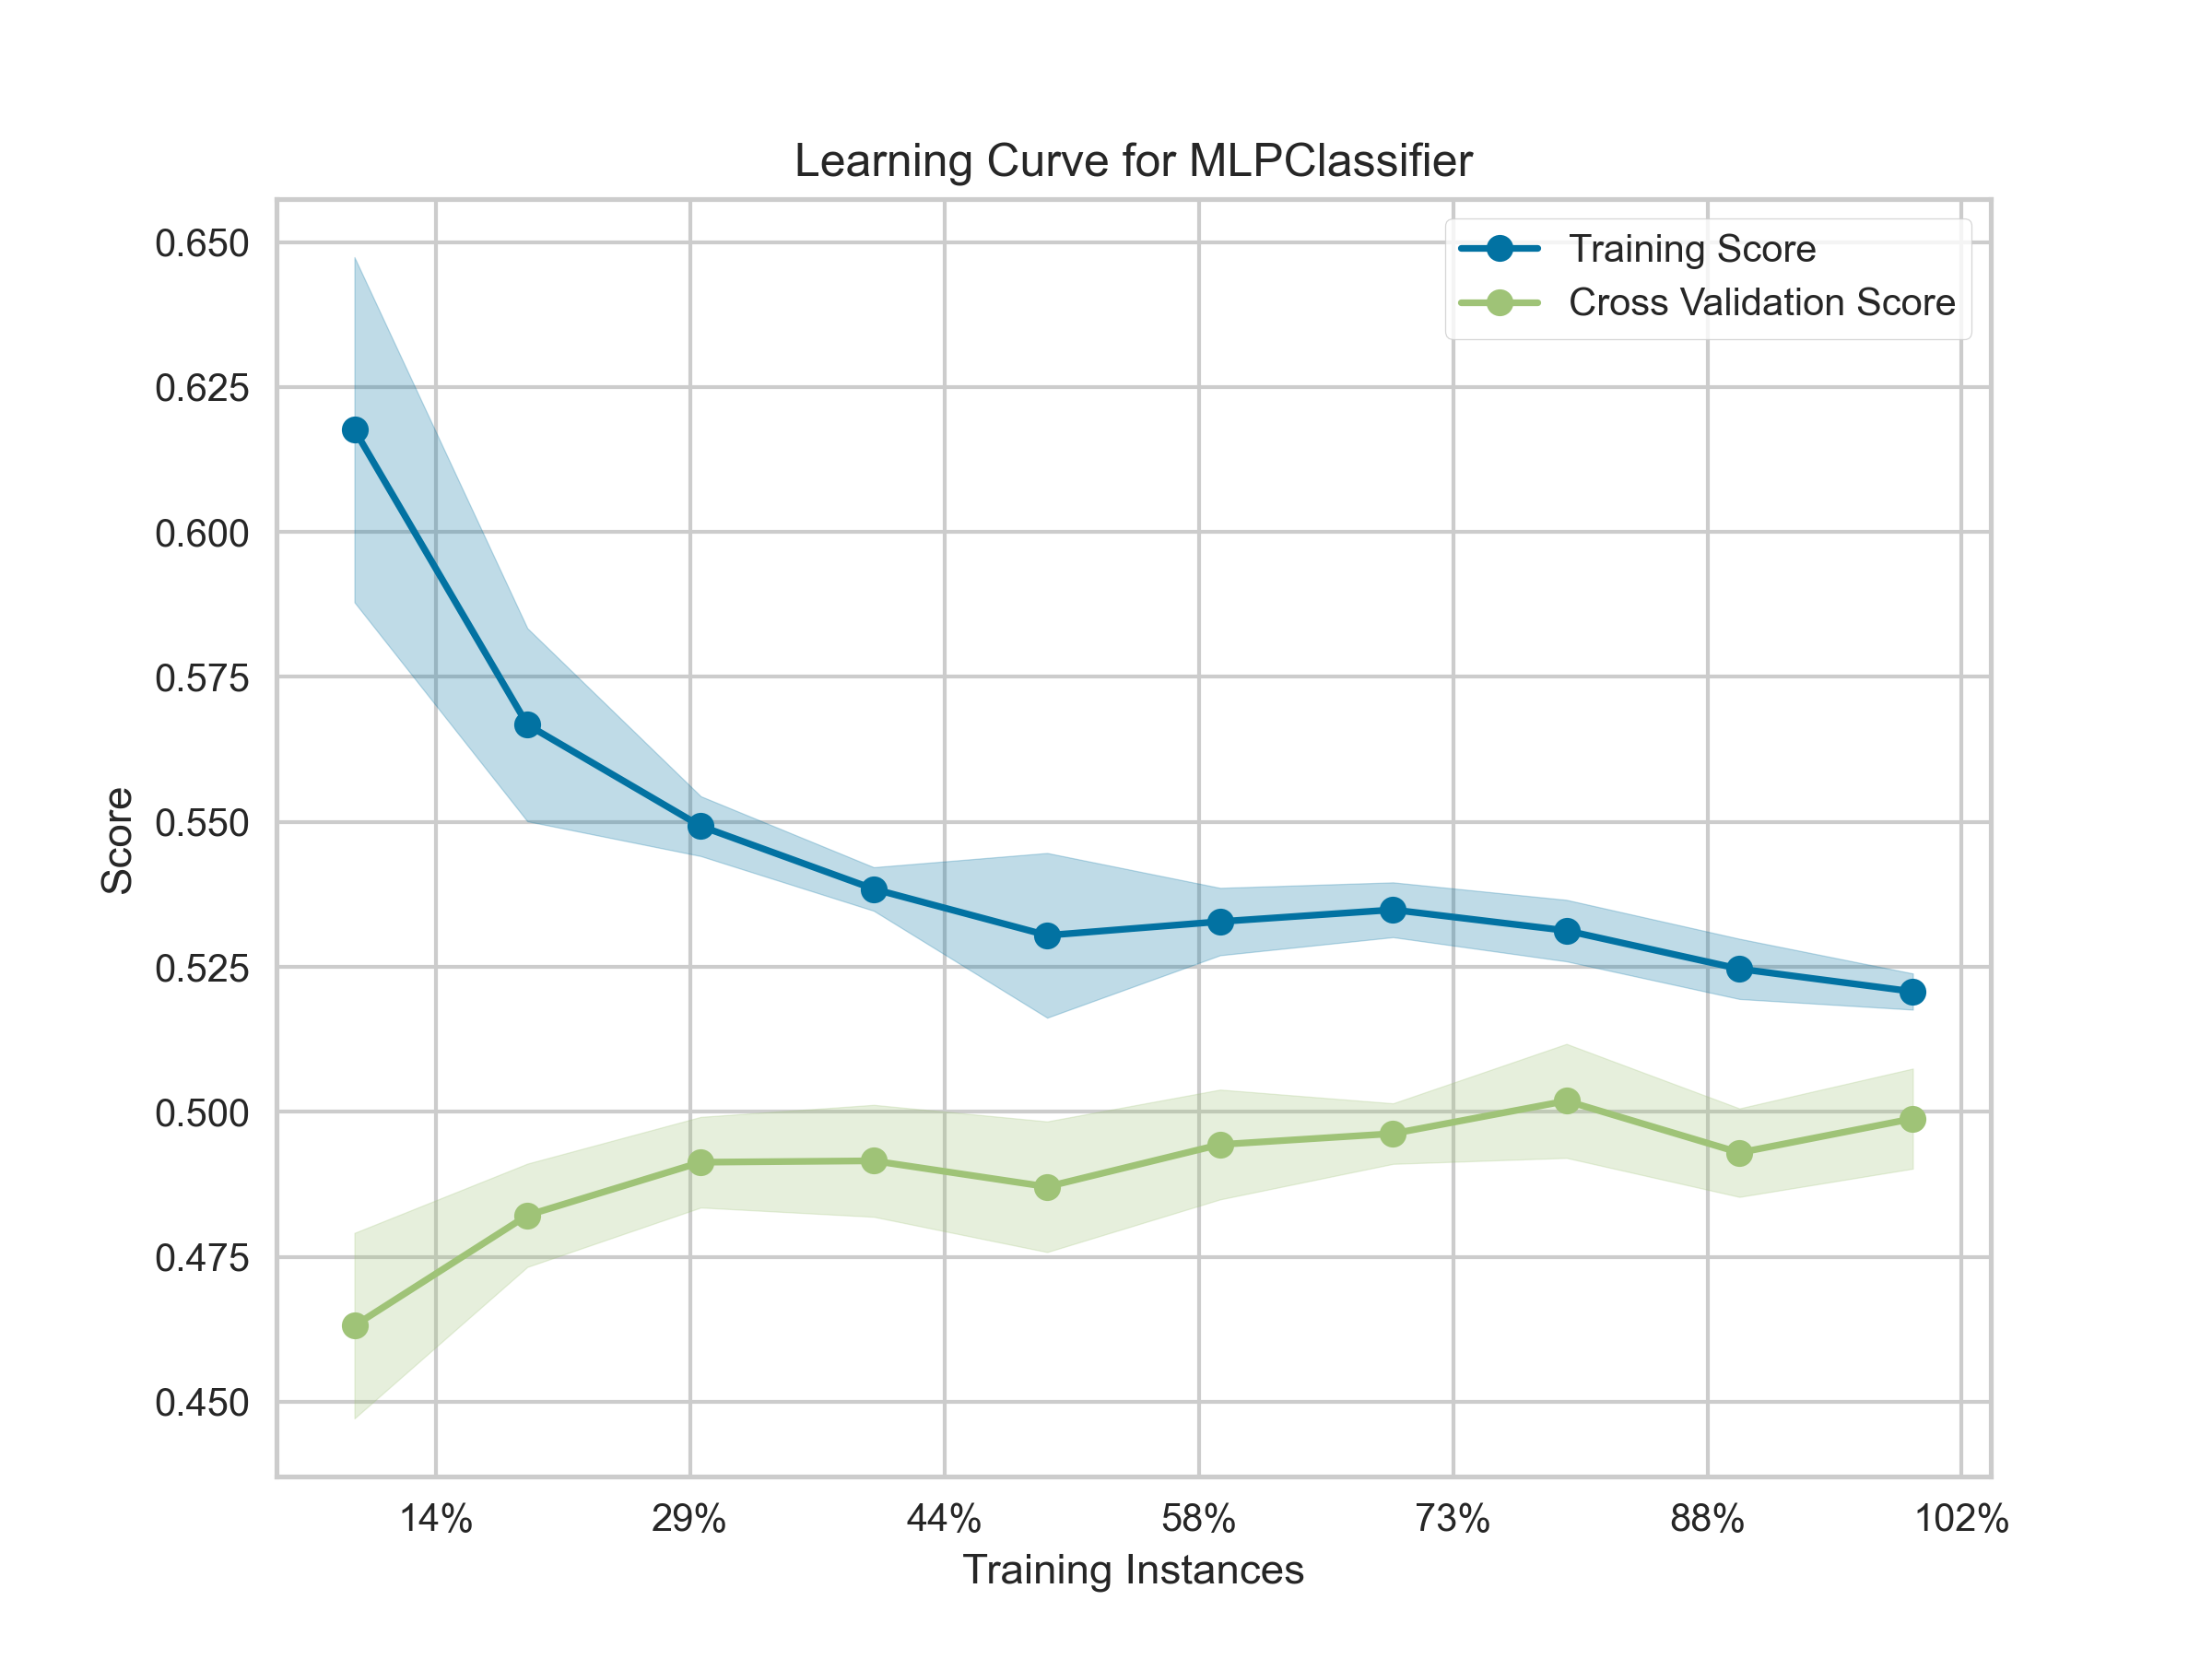 Learning Curve for MLPClassifier
Training Score
Cross Validation Score
0.650
0.625
0.600
0.575
0.550
0.525
0.500
0.475
0.450
Score
14% 29% 44% 58% 73% 88% 102%
Training Instances